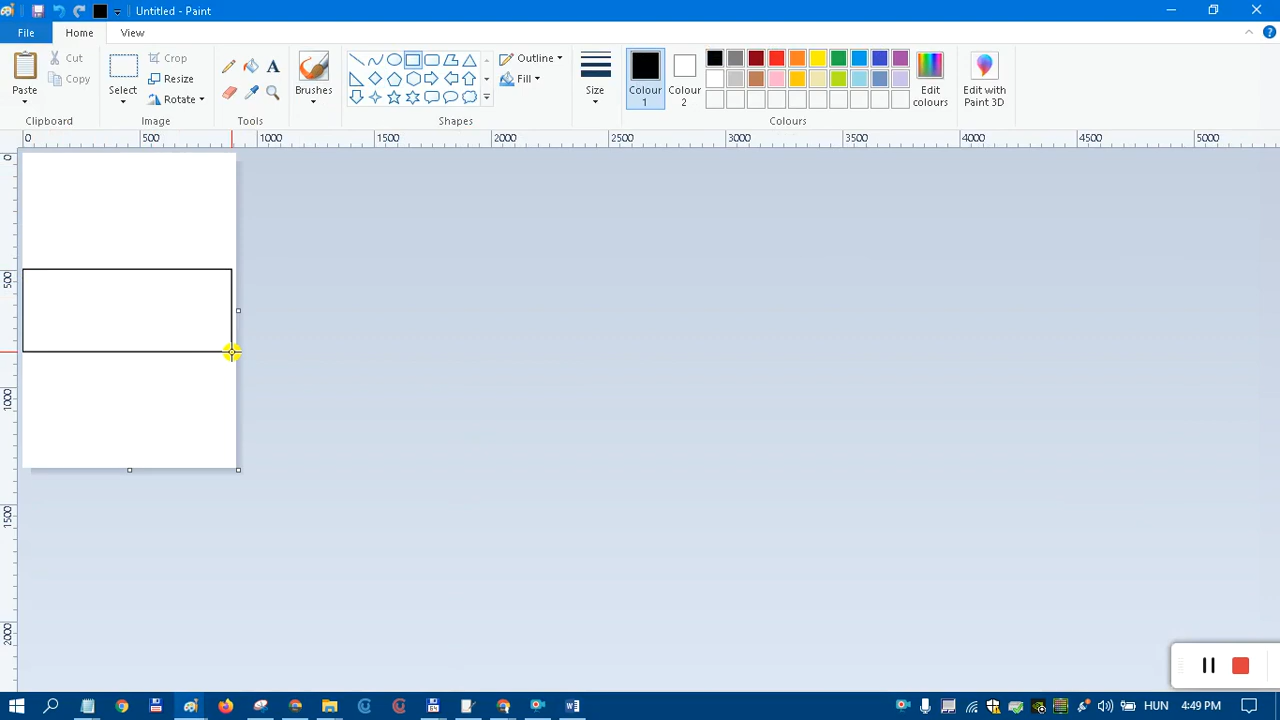 Untitled - Paint
File
Home
View
Paste
Cut
Copy
Clipboard
Select
Crop
Resize
Rotate
Image
A
Tools
Brushes
Shapes
Outline
Fill
Size
Colour 1
Colour 2
Edit colours
Colours
Edit with Paint 3D
0 500 1000 1500 2000 2500 3000 3500 4000 4500 5000
0
500
1000
1500
2000
HUN 4:49 PM